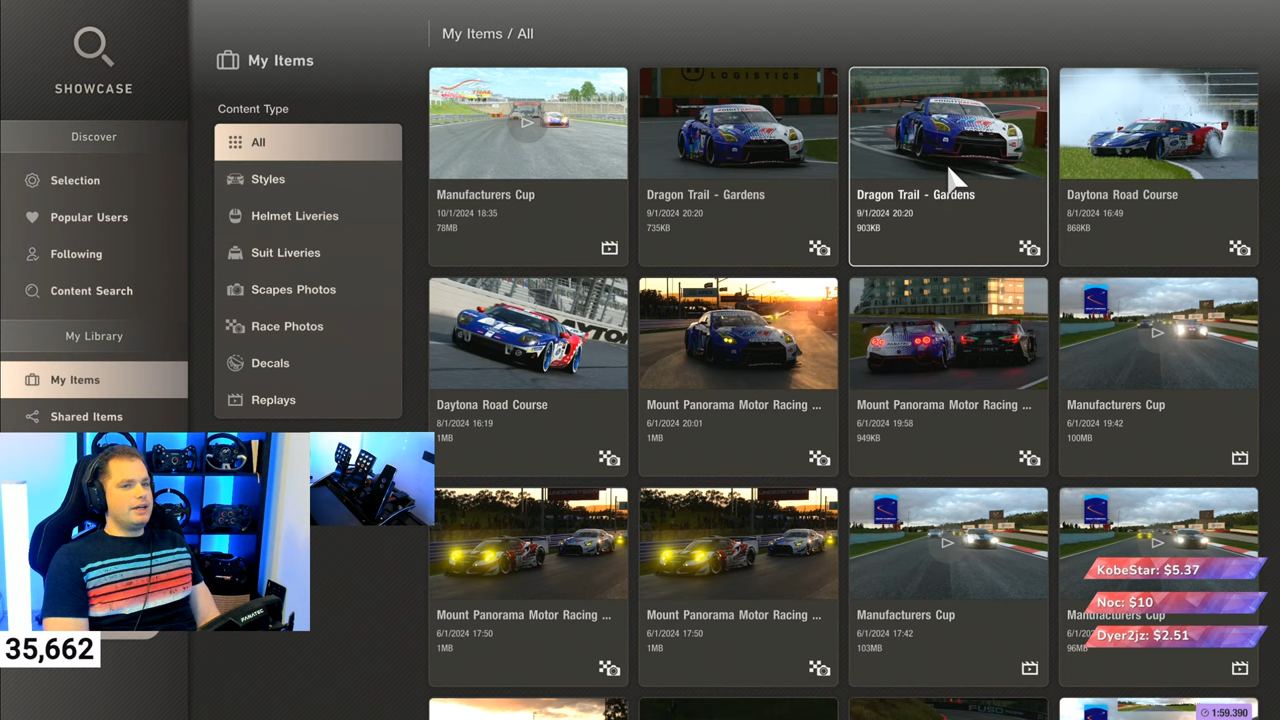 SHOWCASE
Discover
Selection
Popular Users
Following
Content Search
My Library
My Items
Shared Items
My Items
Content Type
All
Styles
Helmet Liveries
Suit Liveries
Scapes Photos
Race Photos
Decals
Replays
My Items / All
Manufacturers Cup
10/1/2024 18:35
78MB
LOGISTICS
Dragon Trail - Gardens
9/1/2024 20:20
735KB
Dragon Trail - Gardens
9/1/2024 20:20
903KB
Daytona Road Course
8/1/2024 16:49
868KB
Daytona Road Course
8/1/2024 16:19
1MB
Mount Panorama Motor Racing ...
6/1/2024 20:01
1MB
Mount Panorama Motor Racing ...
6/1/2024 19:58
949KB
Manufacturers Cup
6/1/2024 19:42
100MB
Mount Panorama Motor Racing ...
6/1/2024 17:50
1MB
Mount Panorama Motor Racing ...
6/1/2024 17:50
1MB
Manufacturers Cup
6/1/2024 17:42
103MB
Manufacturers Cup
96MB
KobeStar: $5.37
Noc: $10
Dyer2jz: $2.51
FANATEC
35,662
1:59.390